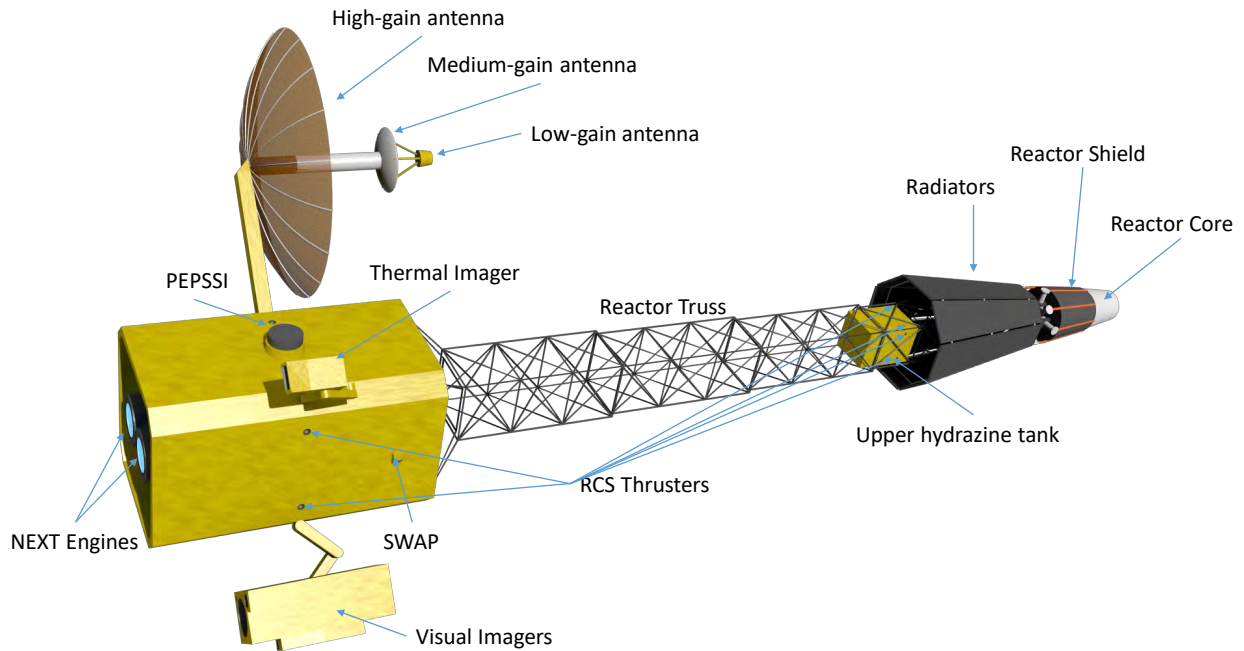 High-gain antenna
Medium-gain antenna
Low-gain antenna
Reactor Shield
Radiators
Reactor Core
PEPSSI
Thermal Imager
Reactor Truss
Upper hydrazine tank
RCS Thrusters
NEXT Engines
SWAP
Visual Imagers